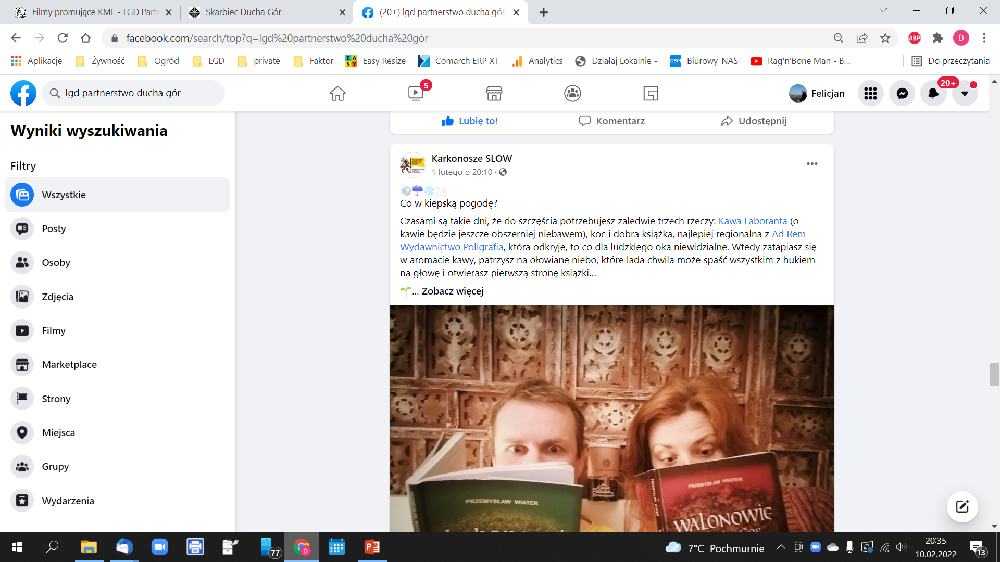 Filmy promujące KML - LGD Part
Skarbiec Ducha Gór
(20+) lgd partnerstwo ducha gór
facebook.com/search/top?q=lgd%20partnerstwo%20ducha%20gór
ABP
D
Aplikacje
Żywność
Ogród
LGD
private
Faktor
EASY
Easy Resize
Comarch ERP XT
Analytics
Działaj Lokalnie -
DSM
Biurowy_NAS
Rag'n'Bone Man - B...
Do przeczytania
lgd partnerstwo ducha gór
5
Felicjan
20+
Wyniki wyszukiwania
Filtry
Wszystkie
Posty
Osoby
Zdjęcia
Filmy
Marketplace
Strony
Miejsca
Grupy
Wydarzenia
Lubię to!
Komentarz
Udostępnij
Karkonosze SLOW
1 lutego o 20:10 ·
Co w kiepską pogodę?
Czasami są takie dni, że do szczęścia potrzebujesz zaledwie trzech rzeczy: Kawa Laboranta (o
kawie będzie jeszcze obszerniej niebawem), koc i dobra książka, najlepiej regionalna z Ad Rem
Wydawnictwo Poligrafia, która odkryje, to co dla ludzkiego oka niewidzialne. Wtedy zatapiasz się
w aromacie kawy, patrzysz na ołowiane niebo, które lada chwila może spaść wszystkim z hukiem
na głowę i otwierasz pierwszą stronę książki...
... Zobacz więcej
PRZEMYSŁAW WIATER
PRZEMYSŁAW WIATER
PRZEMYSŁAW WIATER
WALONOWIE
77
D
7°C Pochmurnie
20:35
10.02.2022
13